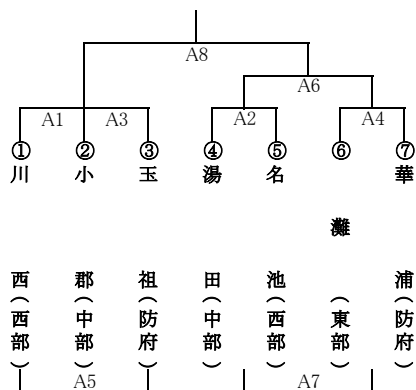 A8
A6
A1 A3 A2 A4
① ② ③ ④ ⑤ ⑥ ⑦
川西(西部)
小郡(中部)
玉祖(防府)
湯田(中部)
名池(西部)
灘(東部)
華浦(防府)
A5 A7